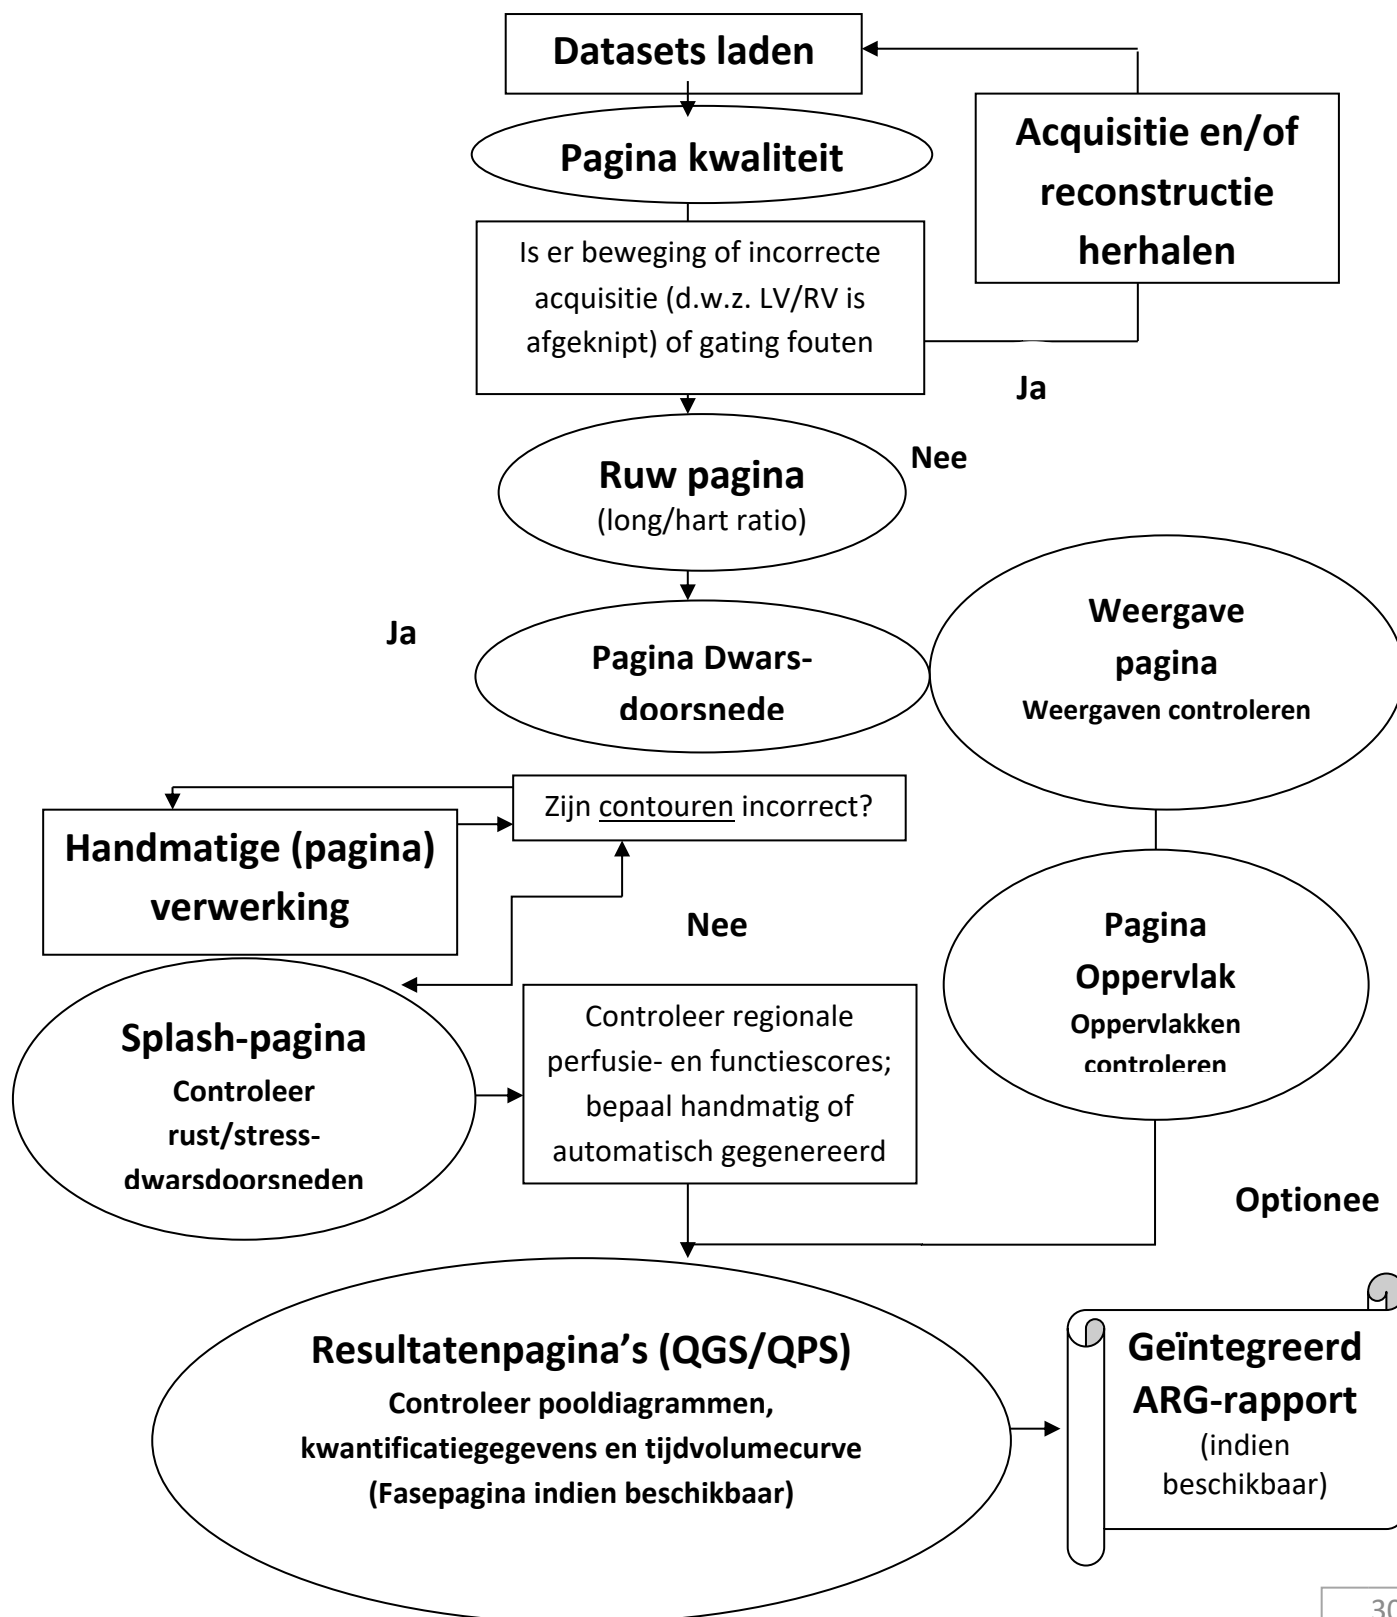 Datasets laden
Pagina kwaliteit
Acquisitie en/of
reconstructie
herhalen
Is er beweging of incorrecte
acquisitie (d.w.z. LV/RV is
afgeknipt) of gating fouten
Ja
Nee
Ruw pagina
(long/hart ratio)
Ja
Pagina Dwars-
doorsnede
Weergave
pagina
Weergaven controleren
Zijn contouren incorrect?
Handmatige (pagina)
verwerking
Nee
Pagina
Oppervlak
Oppervlakken
controleren
Splash-pagina
Controleer
rust/stress-
dwarsdoorsneden
Controleer regionale
perfusie- en functiescores;
bepaal handmatig of
automatisch gegenereerd
Optionee
Resultatenpagina’s (QGS/QPS)
Controleer pooldiagrammen,
kwantificatiegegevens en tijdvolumecurve
(Fasepagina indien beschikbaar)
Geïntegreerd
ARG-rapport
(indien
beschikbaar)
30